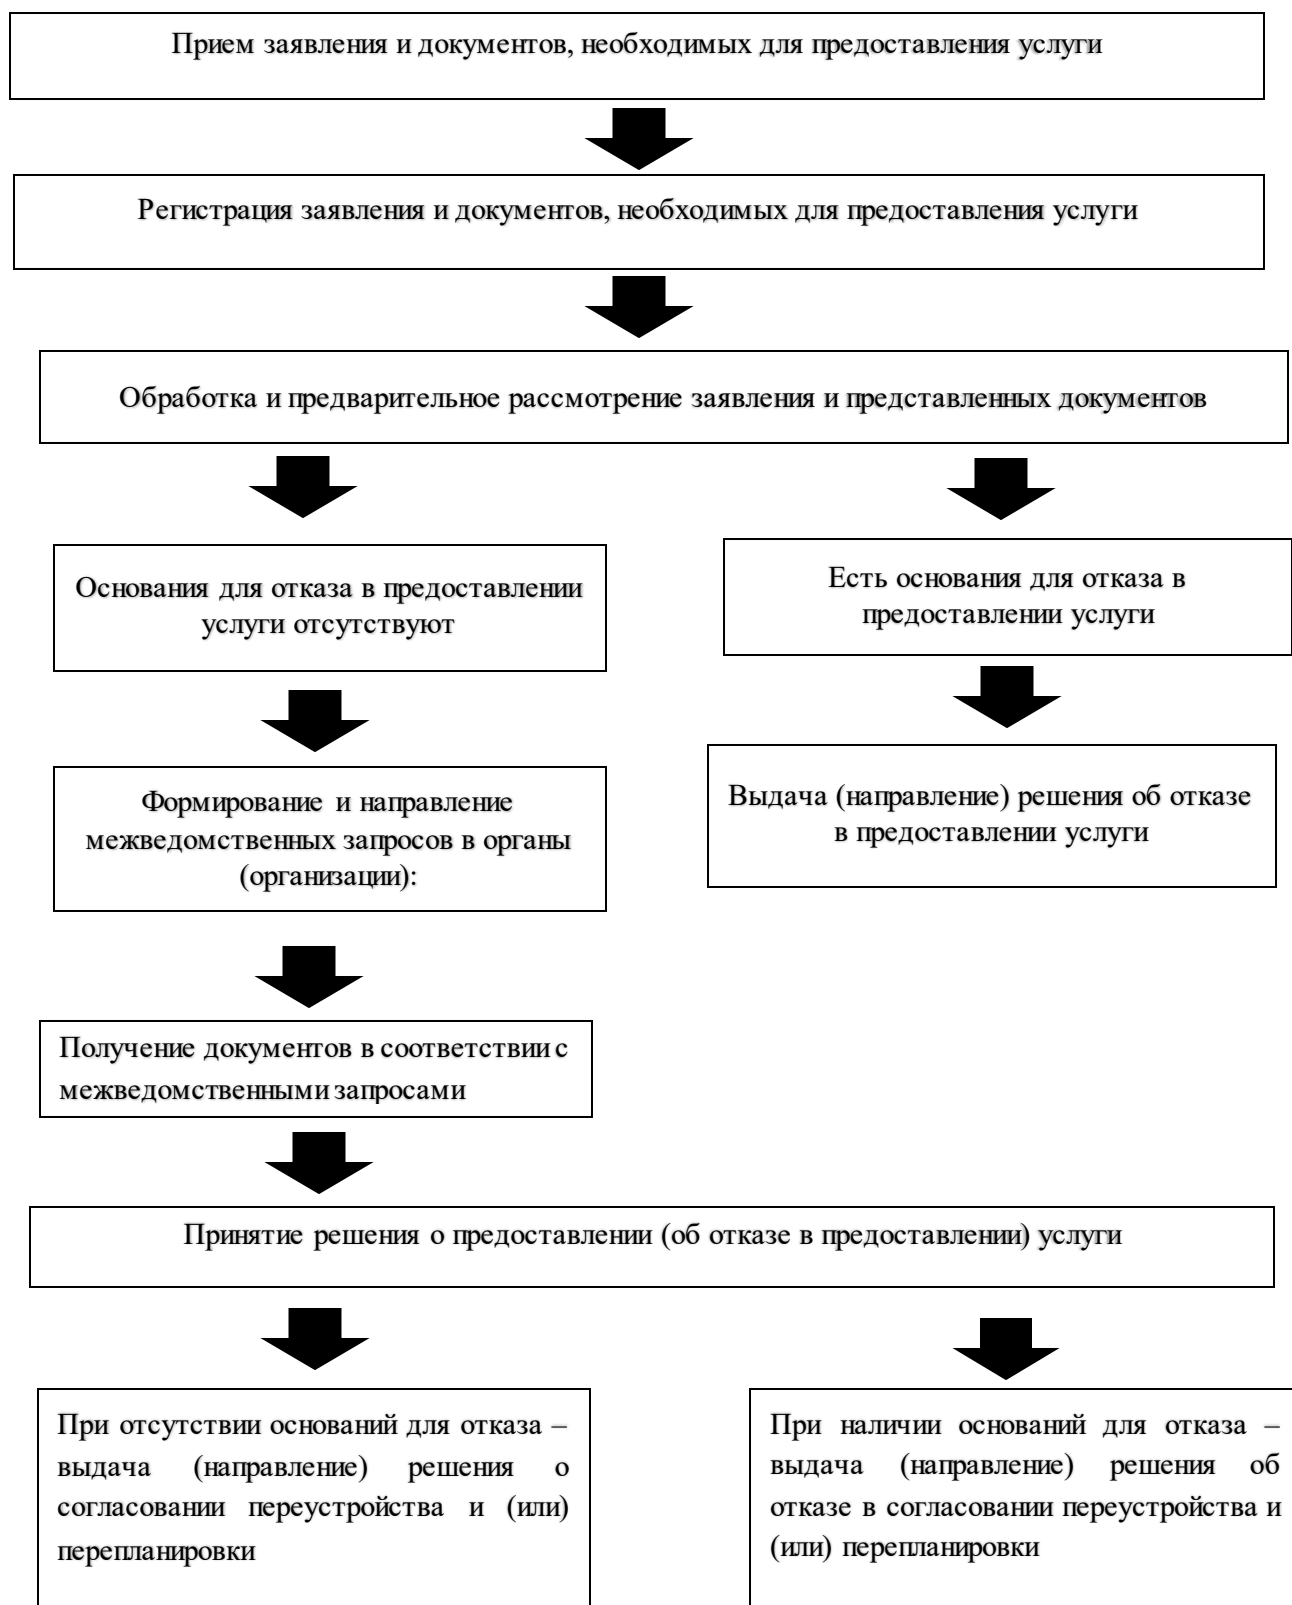 Прием заявления и документов, необходимых для предоставления услуги
Регистрация заявления и документов, необходимых для предоставления услуги
Обработка и предварительное рассмотрение заявления и представленных документов
Основания для отказа в предоставлении
услуги отсутствуют
Есть основания для отказа в
предоставлении услуги
Формирование и направление
межведомственных запросов в органы
(организации):
Выдача (направление) решения об отказе
в предоставлении услуги
Получение документов в соответствии с
межведомственными запросами
Принятие решения о предоставлении (об отказе в предоставлении) услуги
При отсутствии оснований для отказа –
выдача (направление) решения о
согласовании переустройства и (или)
перепланировки
При наличии оснований для отказа –
выдача (направление) решения об
отказе в согласовании переустройства и
(или) перепланировки